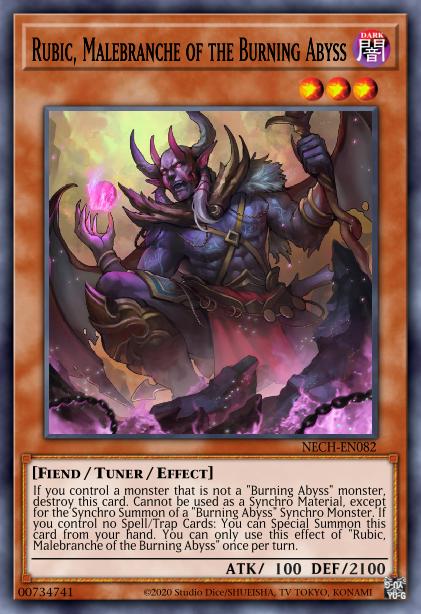 Rubic, Malebranche of the Burning Abyss
DARK
闇
NECH-EN082
[Fiend / Tuner / Effect]
If you control a monster that is not a "Burning Abyss" monster,
destroy this card. Cannot be used as a Synchro Material, except
for the Synchro Summon of a "Burning Abyss" Synchro Monster. If
you control no Spell/Trap Cards: You can Special Summon this
card from your hand. You can only use this effect of "Rubic,
Malebranche of the Burning Abyss" once per turn.
ATK/ 100 DEF/2100
00734741 ©2020 Studio Dice/SHUEISHA, TV TOKYO, KONAMI